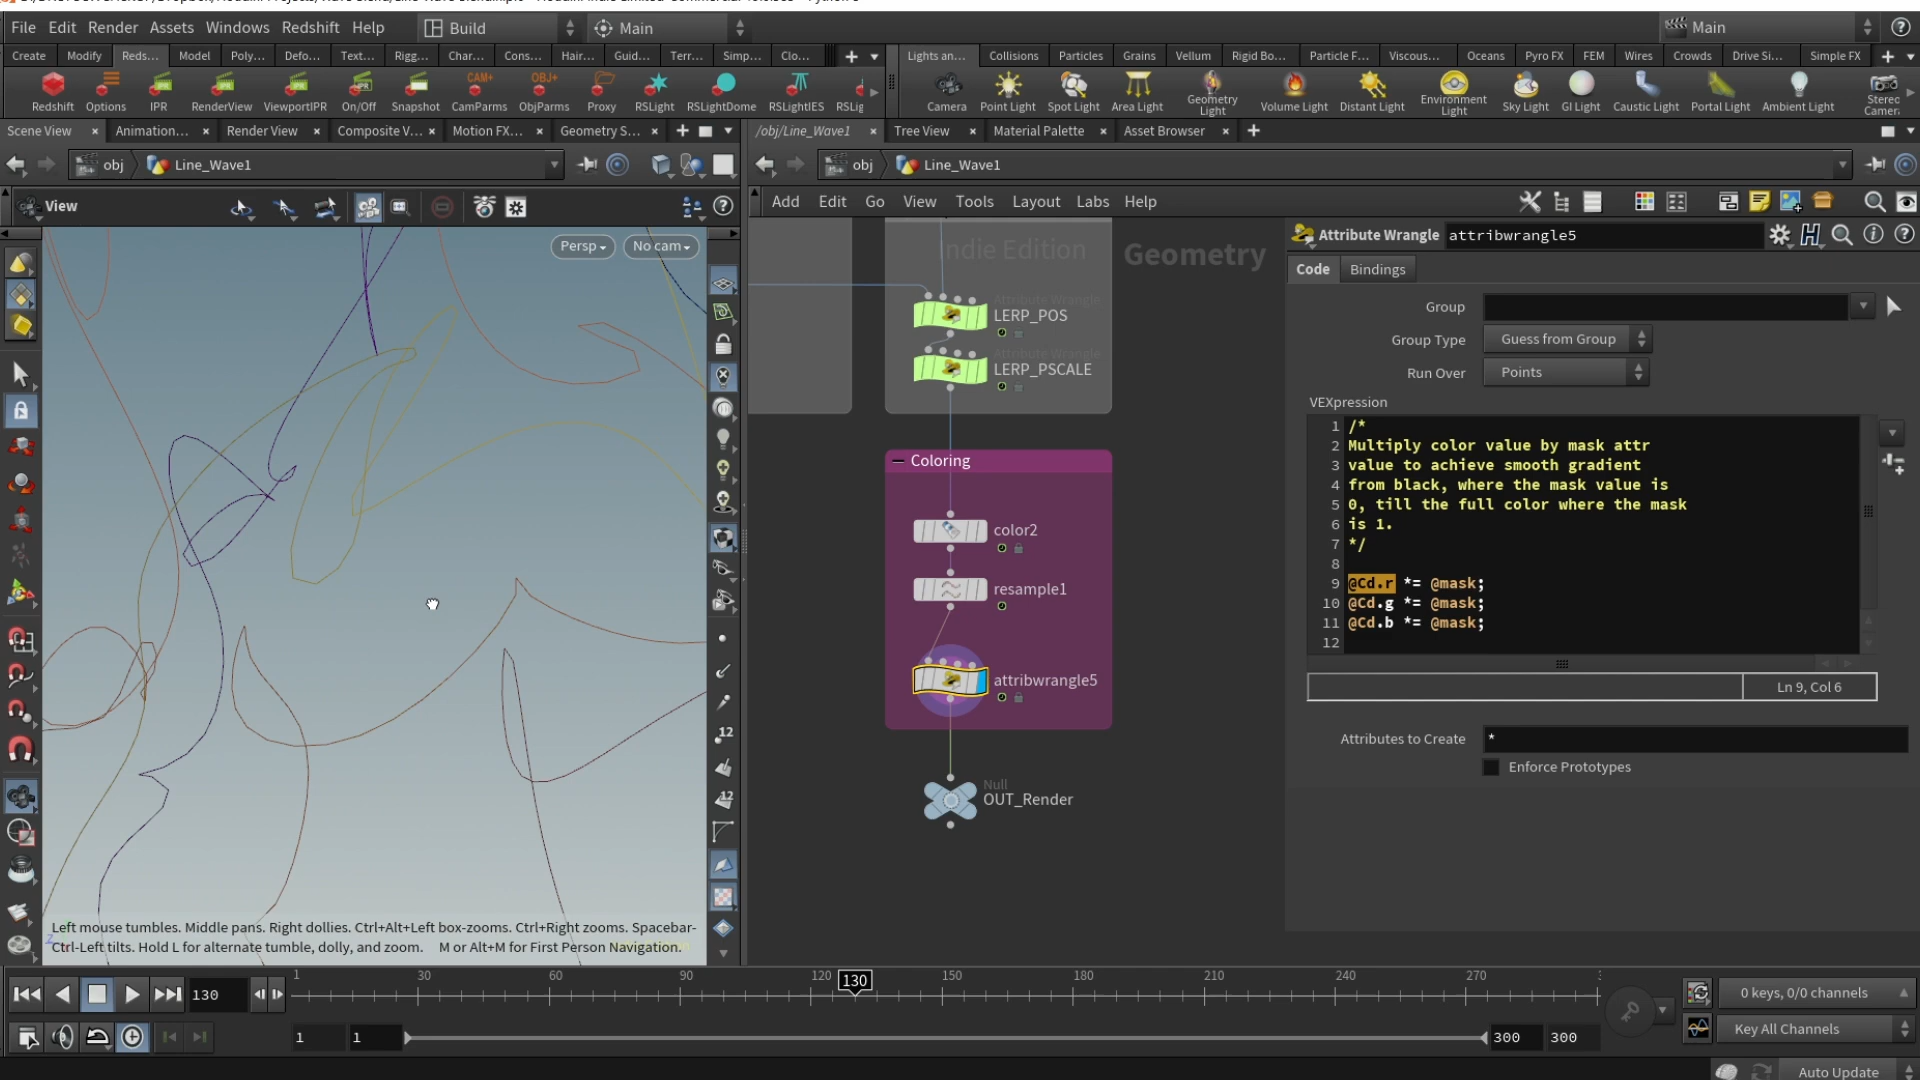 File Edit Render Assets Windows Redshift Help Build Main Main
Create Modify Reds... Model Poly... Defo... Text... Rigg... Char... Cons... Hair... Guid... Terr... Simp... Clo... Lights an... Collisions Particles Grains Vellum Rigid Bo... Particle F... Viscous... Oceans Pyro FX FEM Wires Crowds Drive Si... Simple FX
Redshift Options IPR RenderView ViewportIPR On/Off Snapshot CamParms ObjParms Proxy RSLight RSLightDome RSLightIES RSLig Camera Point Light Spot Light Area Light Geometry Light Volume Light Distant Light Environment Light Sky Light GI Light Caustic Light Portal Light Ambient Light Stereo Camera
Scene View Animation... Render View Composite V... Motion FX... Geometry S... /obj/Line_Wave1 Tree View Material Palette Asset Browser
obj Line_Wave1 obj Line_Wave1
View Add Edit Go View Tools Layout Labs Help
Persp No cam
Indie Edition
Geometry
Attribute Wrangle
LERP_POS
Attribute Wrangle
LERP_PSCALE
Coloring
color2
resample1
attribwrangle5
Null
OUT_Render
Attribute Wrangle attribwrangle5
Code Bindings
Group
Group Type Guess from Group
Run Over Points
VEXpression
1 /*
2 Multiply color value by mask attr
3 value to achieve smooth gradient
4 from black, where the mask value is
5 0, till the full color where the mask
6 is 1.
7 */
8
9 @Cd.r *= @mask;
10 @Cd.g *= @mask;
11 @Cd.b *= @mask;
12
Ln 9, Col 6
Attributes to Create *
Enforce Prototypes
Left mouse tumbles. Middle pans. Right dollies. Ctrl+Alt+Left box-zooms. Ctrl+Right zooms. Spacebar-
Ctrl-Left tilts. Hold L for alternate tumble, dolly, and zoom. M or Alt+M for First Person Navigation.
1 30 60 90 120 150 180 210 240 270
130 130
0 keys, 0/0 channels
1 1 300 300
Key All Channels
Auto Update